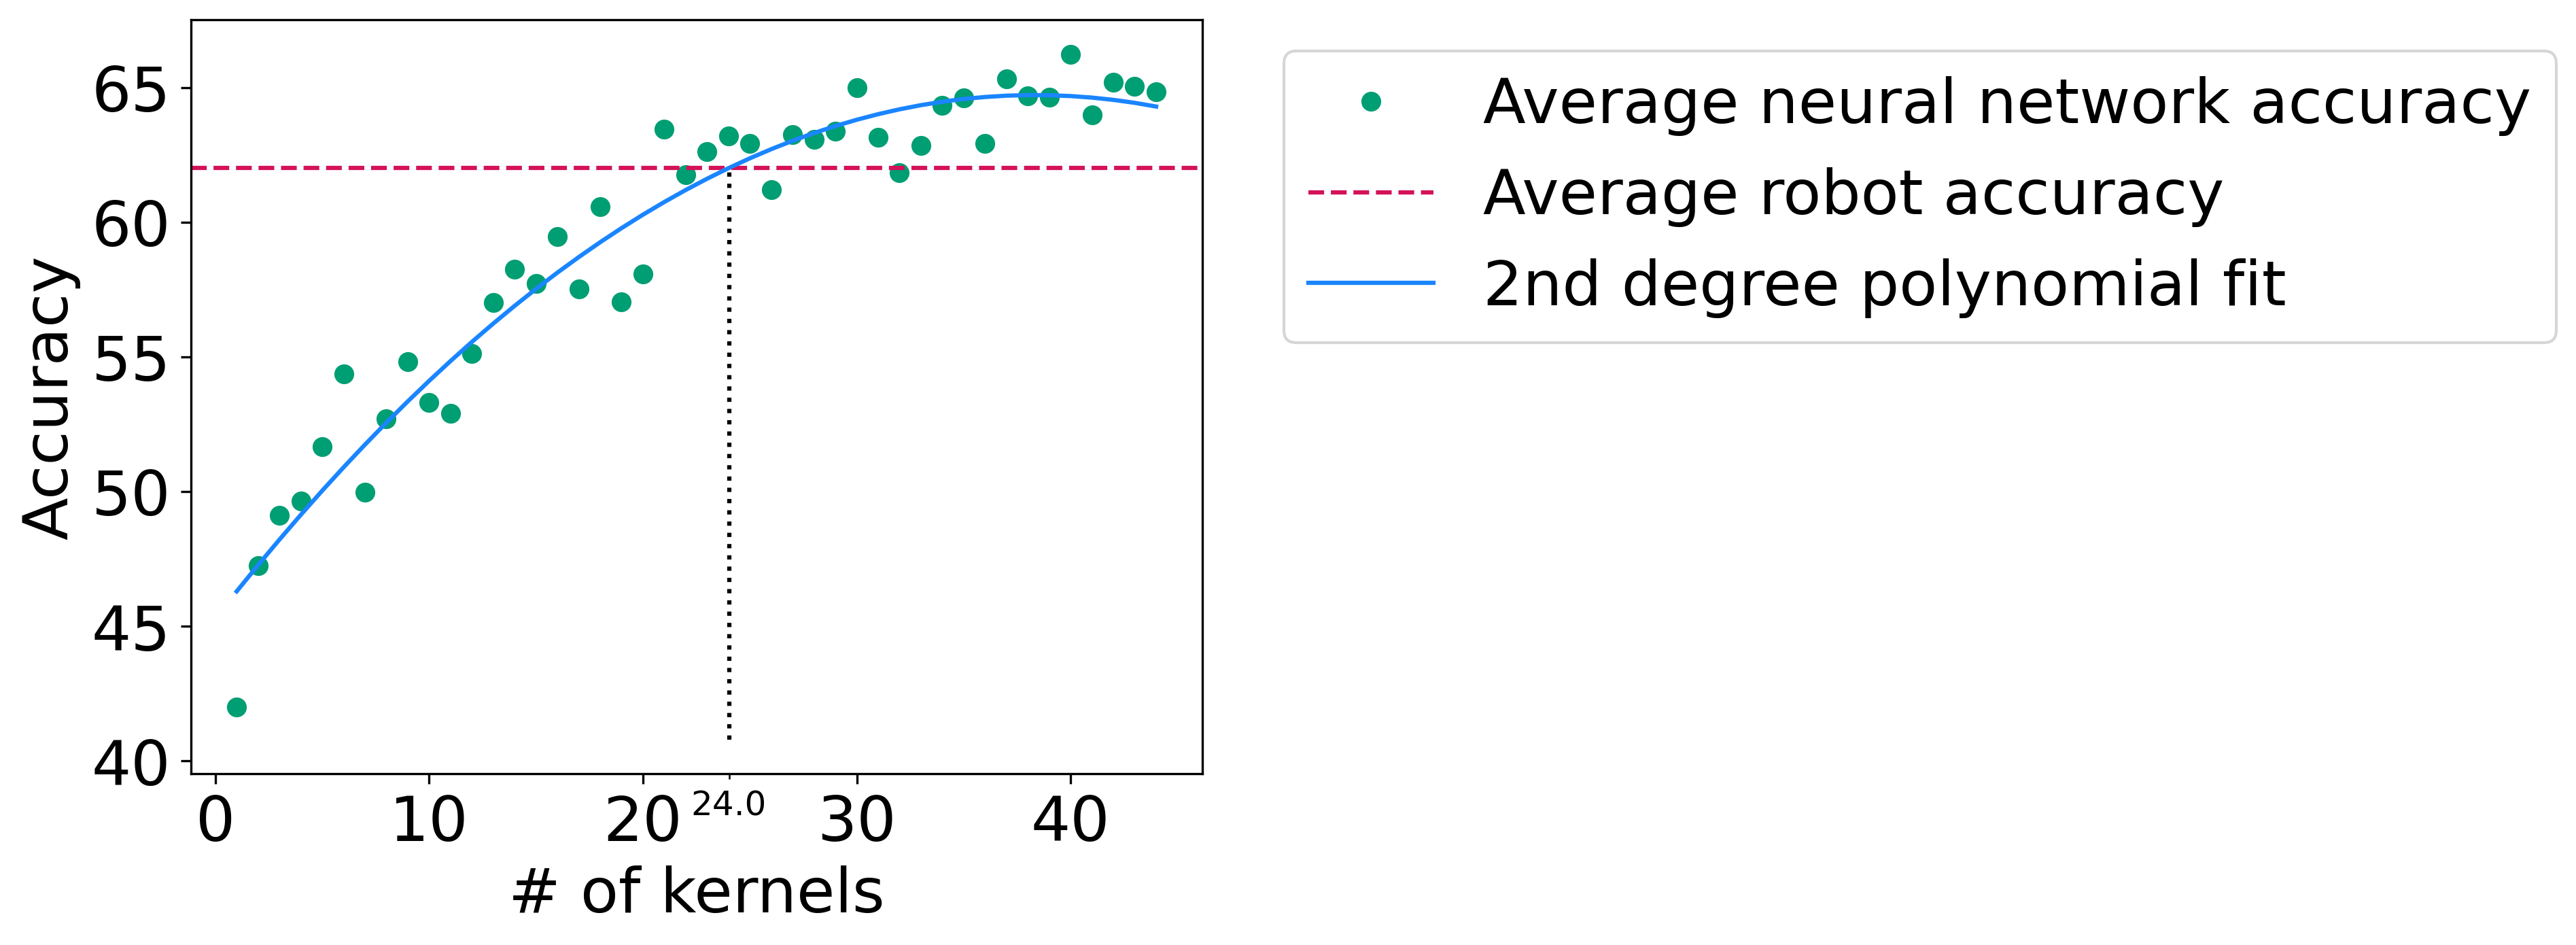 65
60
55
50
45
40
Accuracy
0 10 20 24.0 30 40
# of kernels
Average neural network accuracy
Average robot accuracy
2nd degree polynomial fit